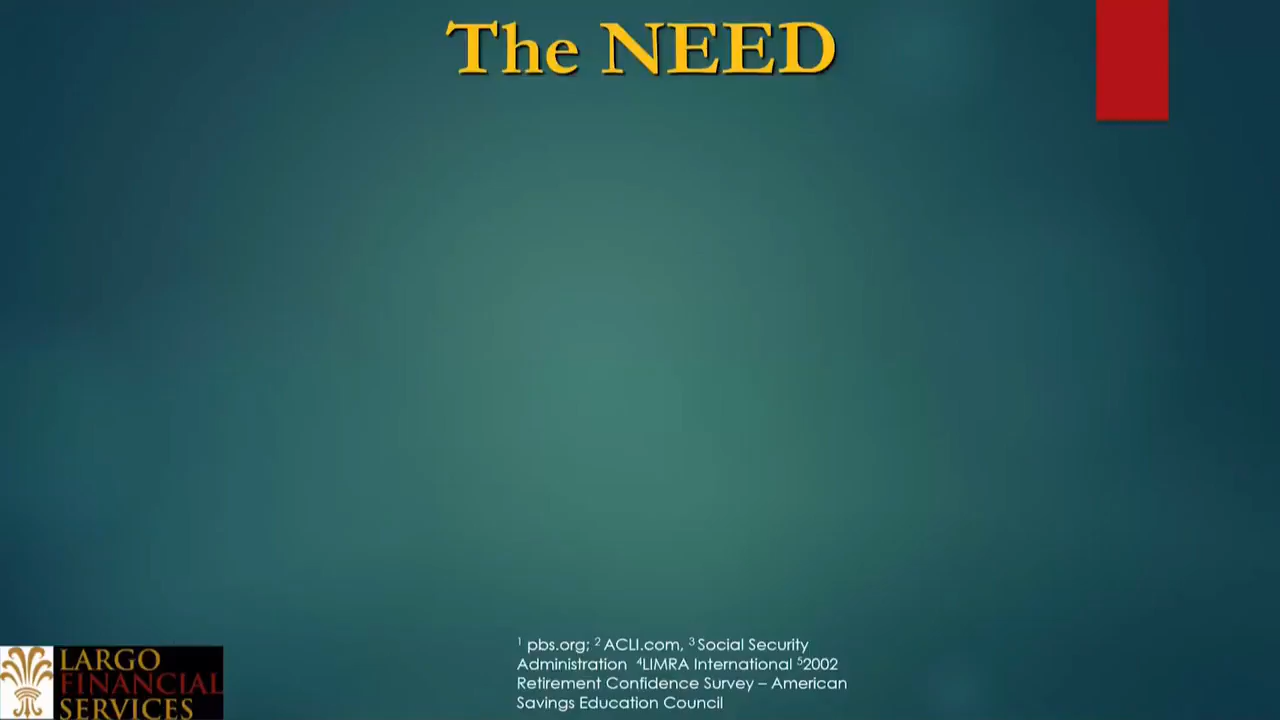 The NEED
¹ pbs.org; ² ACLI.com, ³ Social Security
Administration ⁴LIMRA International ⁵2002
Retirement Confidence Survey – American
Savings Education Council
LARGO
FINANCIAL
SERVICES